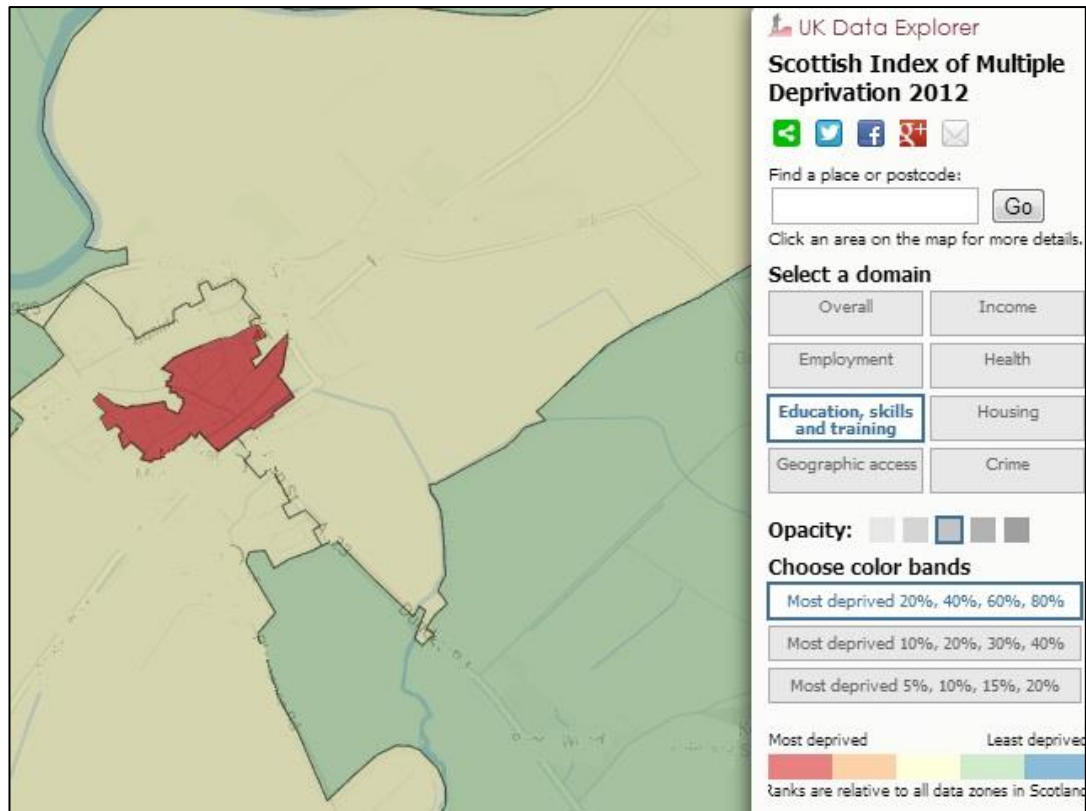 UK Data Explorer
Scottish Index of Multiple
Deprivation 2012
Find a place or postcode:
Go
Click an area on the map for more details.
Select a domain
Overall
Income
Employment
Health
Education, skills
and training
Housing
Geographic access
Crime
Opacity:
Choose color bands
Most deprived 20%, 40%, 60%, 80%
Most deprived 10%, 20%, 30%, 40%
Most deprived 5%, 10%, 15%, 20%
Most deprived
Least deprived
Ranks are relative to all data zones in Scotland